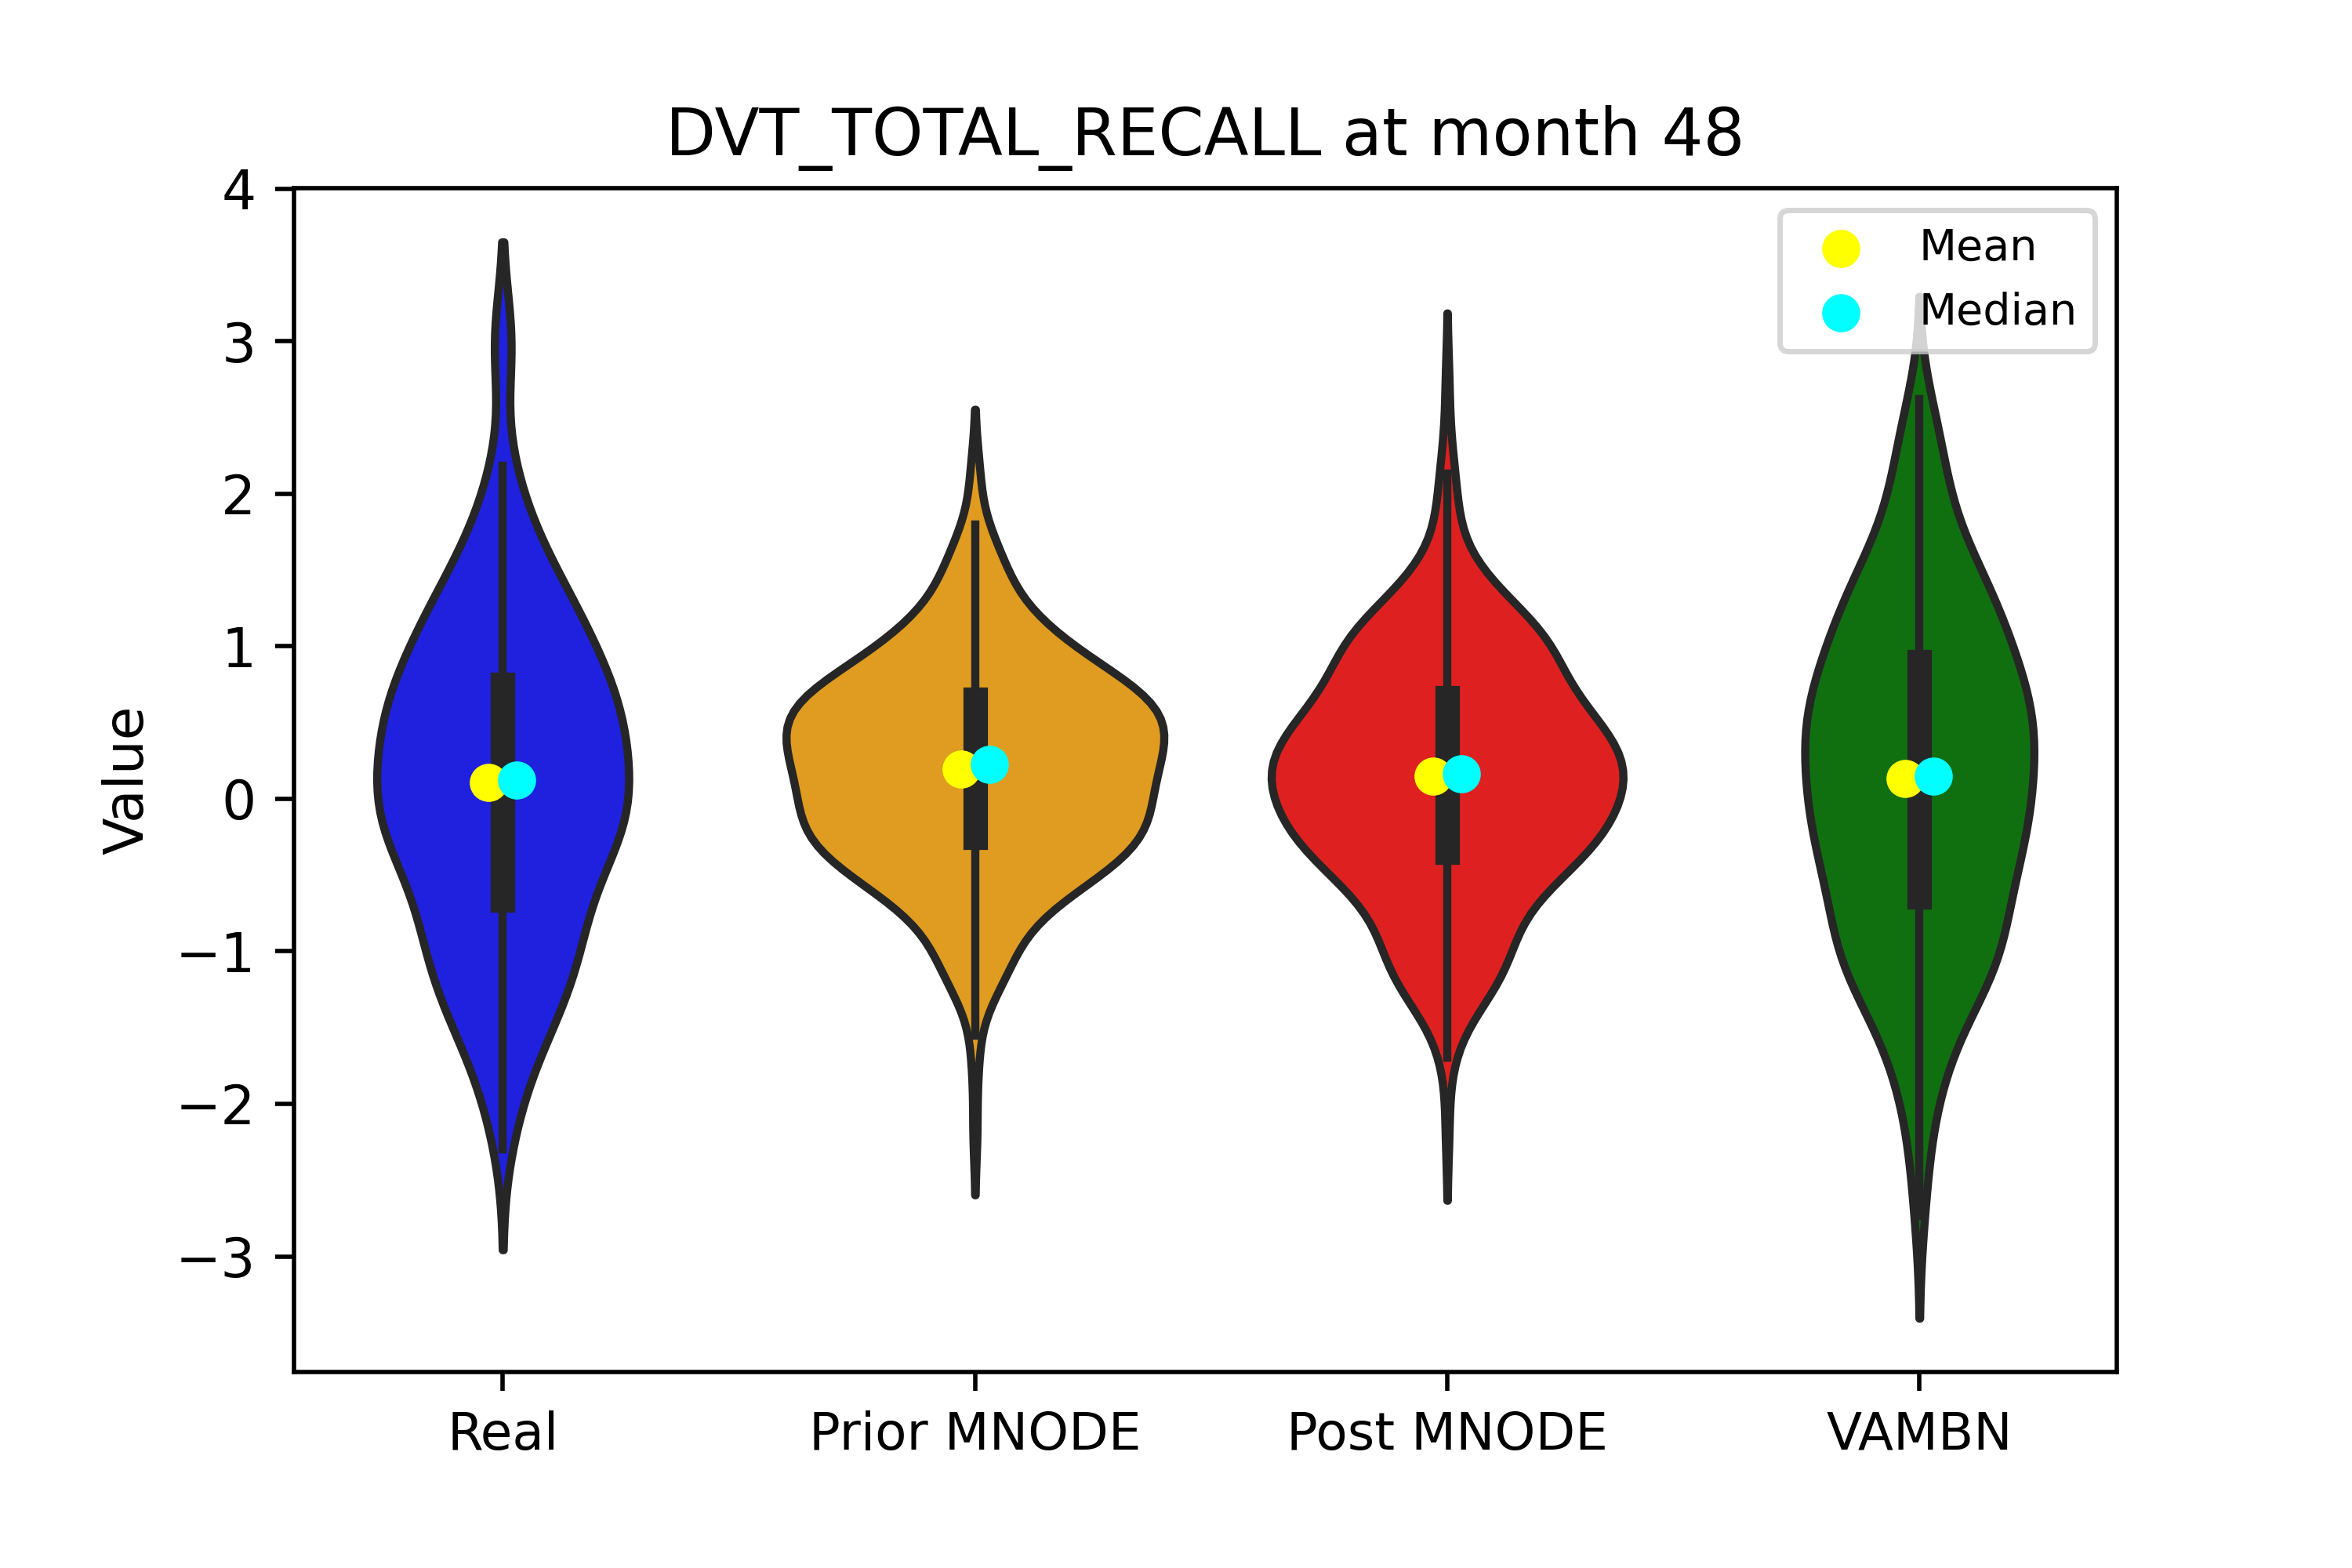 DVT_TOTAL_RECALL at month 48
4
3
2
1
0
−1
−2
−3
Value
Mean
Median
Real
Prior MNODE
Post MNODE
VAMBN